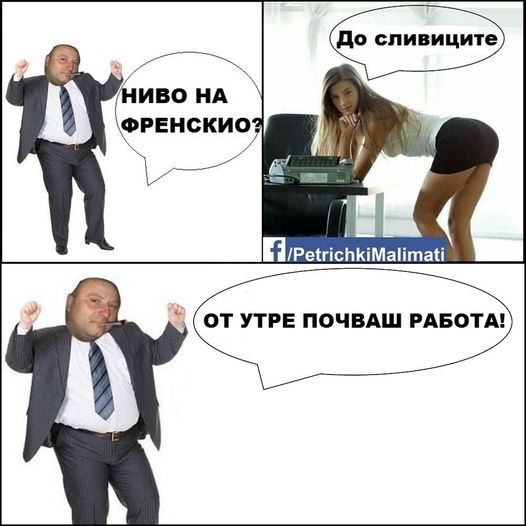 НИВО НА
ФРЕНСКИО?
До сливиците
f/PetrichkiMalimati
ОТ УТРЕ ПОЧВАШ РАБОТА!